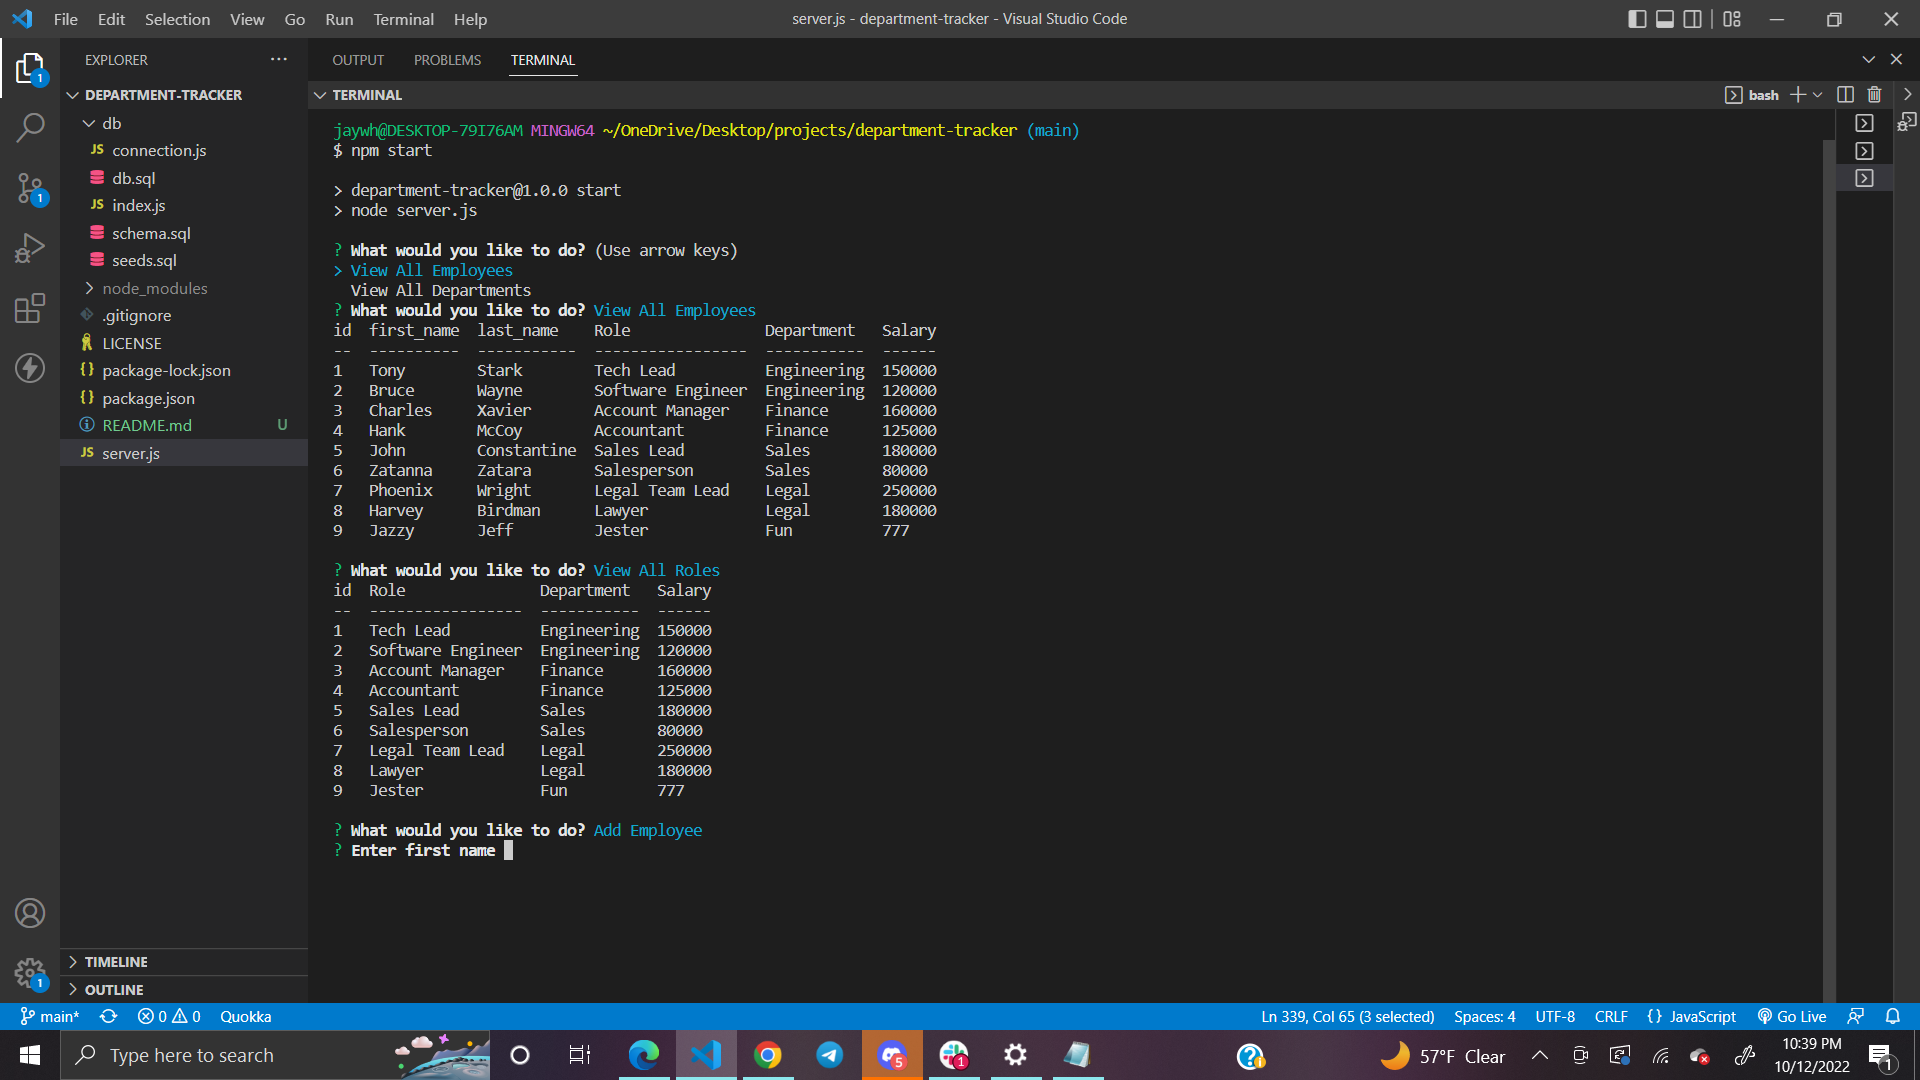 File Edit Selection View Go Run Terminal Help
server.js - department-tracker - Visual Studio Code
EXPLORER
OUTPUT PROBLEMS TERMINAL
DEPARTMENT-TRACKER
db
JS connection.js
db.sql
JS index.js
schema.sql
seeds.sql
node_modules
.gitignore
LICENSE
{} package-lock.json
{} package.json
README.md U
JS server.js
TIMELINE
OUTLINE
1
1
1
TERMINAL
bash
jaywh@DESKTOP-79I76AM MINGW64 ~/OneDrive/Desktop/projects/department-tracker (main)
$ npm start
> department-tracker@1.0.0 start
> node server.js
? What would you like to do? (Use arrow keys)
> View All Employees
View All Departments
? What would you like to do? View All Employees
id first_name last_name Role Department Salary
-- ---------- ----------- ----------------- ----------- ------
1 Tony Stark Tech Lead Engineering 150000
2 Bruce Wayne Software Engineer Engineering 120000
3 Charles Xavier Account Manager Finance 160000
4 Hank McCoy Accountant Finance 125000
5 John Constantine Sales Lead Sales 180000
6 Zatanna Zatara Salesperson Sales 80000
7 Phoenix Wright Legal Team Lead Legal 250000
8 Harvey Birdman Lawyer Legal 180000
9 Jazzy Jeff Jester Fun 777
? What would you like to do? View All Roles
id Role Department Salary
-- ----------------- ----------- ------
1 Tech Lead Engineering 150000
2 Software Engineer Engineering 120000
3 Account Manager Finance 160000
4 Accountant Finance 125000
5 Sales Lead Sales 180000
6 Salesperson Sales 80000
7 Legal Team Lead Legal 250000
8 Lawyer Legal 180000
9 Jester Fun 777
? What would you like to do? Add Employee
? Enter first name
main* 0 0 Quokka
Ln 339, Col 65 (3 selected) Spaces: 4 UTF-8 CRLF {} JavaScript Go Live
Type here to search
5
1
57°F Clear
10:39 PM
10/12/2022
1